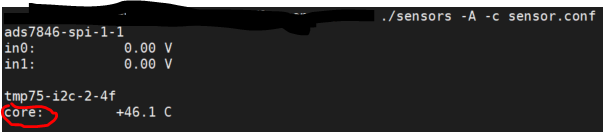 ./sensors -A -c sensor.conf
ads7846-spi-1-1
in0:          0.00 V
in1:          0.00 V
tmp75-i2c-2-4f
core:        +46.1 C